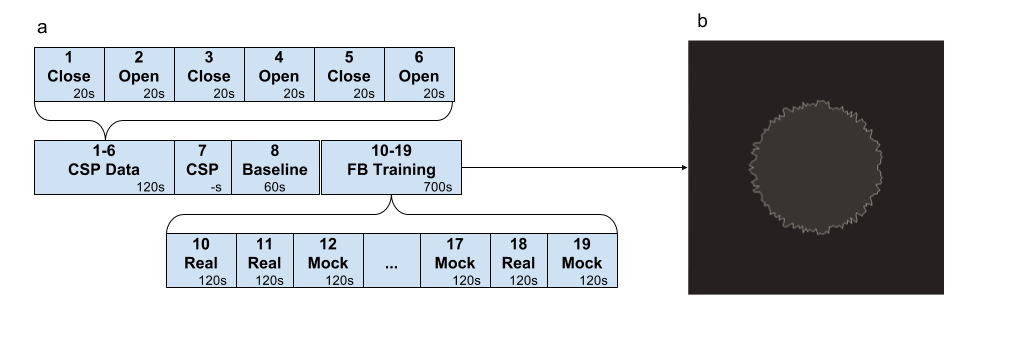 a
b
1 2 3 4 5 6
Close Open Close Open Close Open
20s 20s 20s 20s 20s 20s
1-6 7 8 10-19
CSP Data CSP Baseline FB Training
120s -s 60s 700s
10 11 12 17 18 19
Real Real Mock ... Mock Real Mock
120s 120s 120s 120s 120s 120s